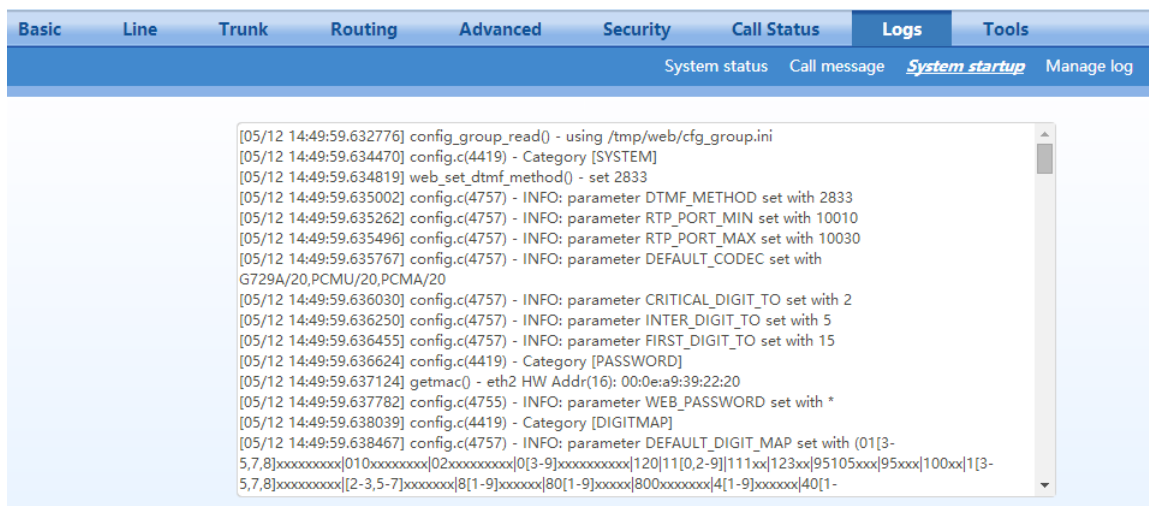 Basic Line Trunk Routing Advanced Security Call Status Logs Tools
System status Call message System startup Manage log
[05/12 14:49:59.632776] config_group_read() - using /tmp/web/cfg_group.ini
[05/12 14:49:59.634470] config.c(4419) - Category [SYSTEM]
[05/12 14:49:59.634819] web_set_dtmf_method() - set 2833
[05/12 14:49:59.635002] config.c(4757) - INFO: parameter DTMF_METHOD set with 2833
[05/12 14:49:59.635262] config.c(4757) - INFO: parameter RTP_PORT_MIN set with 10010
[05/12 14:49:59.635496] config.c(4757) - INFO: parameter RTP_PORT_MAX set with 10030
[05/12 14:49:59.635767] config.c(4757) - INFO: parameter DEFAULT_CODEC set with
G729A/20,PCMU/20,PCMA/20
[05/12 14:49:59.636030] config.c(4757) - INFO: parameter CRITICAL_DIGIT_TO set with 2
[05/12 14:49:59.636250] config.c(4757) - INFO: parameter INTER_DIGIT_TO set with 5
[05/12 14:49:59.636455] config.c(4757) - INFO: parameter FIRST_DIGIT_TO set with 15
[05/12 14:49:59.636624] config.c(4419) - Category [PASSWORD]
[05/12 14:49:59.637124] getmac() - eth2 HW Addr(16): 00:0e:a9:39:22:20
[05/12 14:49:59.637782] config.c(4755) - INFO: parameter WEB_PASSWORD set with *
[05/12 14:49:59.638039] config.c(4419) - Category [DIGITMAP]
[05/12 14:49:59.638467] config.c(4757) - INFO: parameter DEFAULT_DIGIT_MAP set with (01[3-
5,7,8]xxxxxxxxx|010xxxxxxxx|02xxxxxxxxx|0[3-9]xxxxxxxxxx|120|11[0,2-9]|111xx|123xx|95105xxx|95xxx|100xx|1[3-
5,7,8]xxxxxxxxx|[2-3,5-7]xxxxxxx|8[1-9]xxxxxx|80[1-9]xxxxx|800xxxxxxx|4[1-9]xxxxxx|40[1-